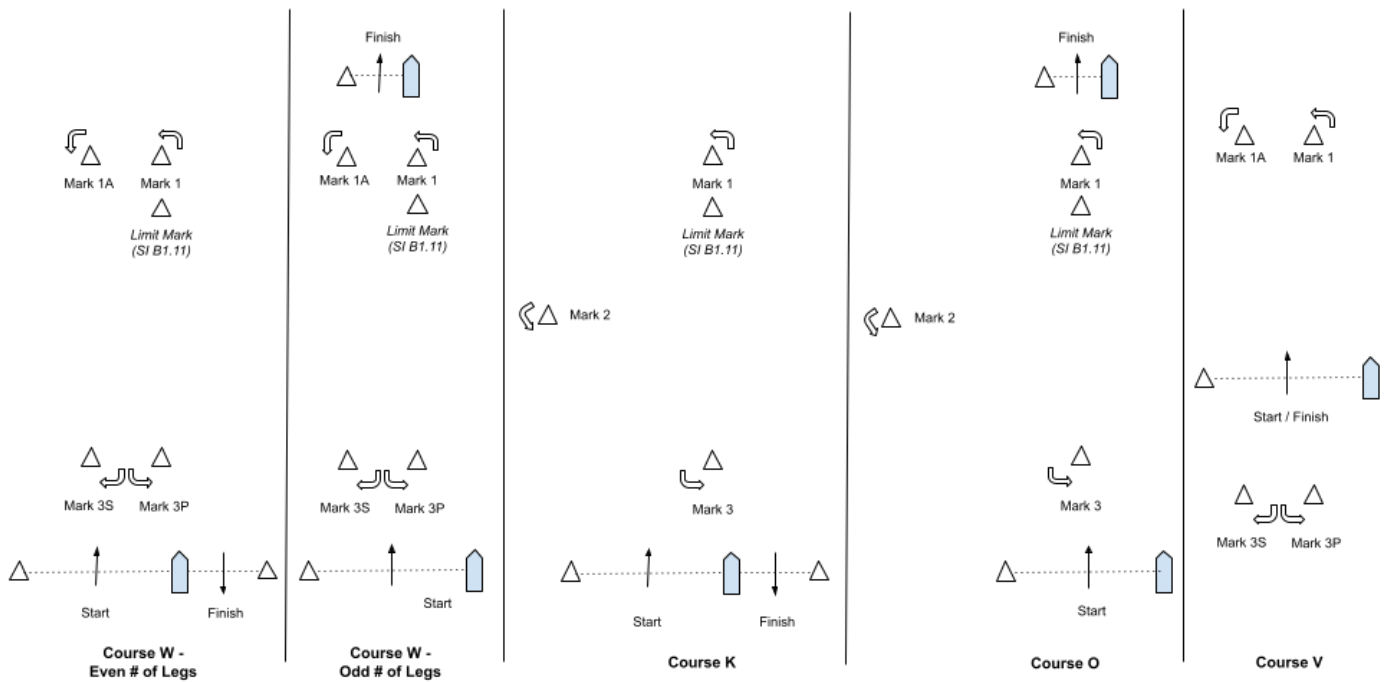 Mark 1A
Mark 1
Limit Mark
(SI B1.11)
Mark 3S
Mark 3P
Start
Finish
Course W -
Even # of Legs
Finish
Mark 1A
Mark 1
Limit Mark
(SI B1.11)
Mark 3S
Mark 3P
Start
Course W -
Odd # of Legs
Mark 1
Limit Mark
(SI B1.11)
Mark 2
Mark 3
Start
Finish
Course K
Finish
Mark 1
Limit Mark
(SI B1.11)
Mark 2
Mark 3
Start
Course O
Mark 1A
Mark 1
Start / Finish
Mark 3S
Mark 3P
Course V